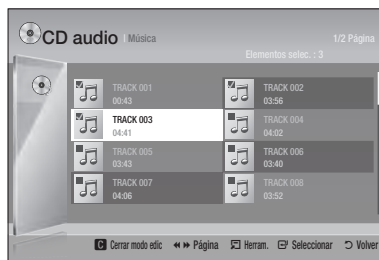 CD audio | Música 1/2 Página
Elementos selec. : 3
TRACK 001 TRACK 002
00:43 03:56
TRACK 003 TRACK 004
04:41 04:02
TRACK 005 TRACK 006
03:43 03:40
TRACK 007 TRACK 008
04:06 03:52
C Cerrar modo edic Página Herram. Seleccionar Volver